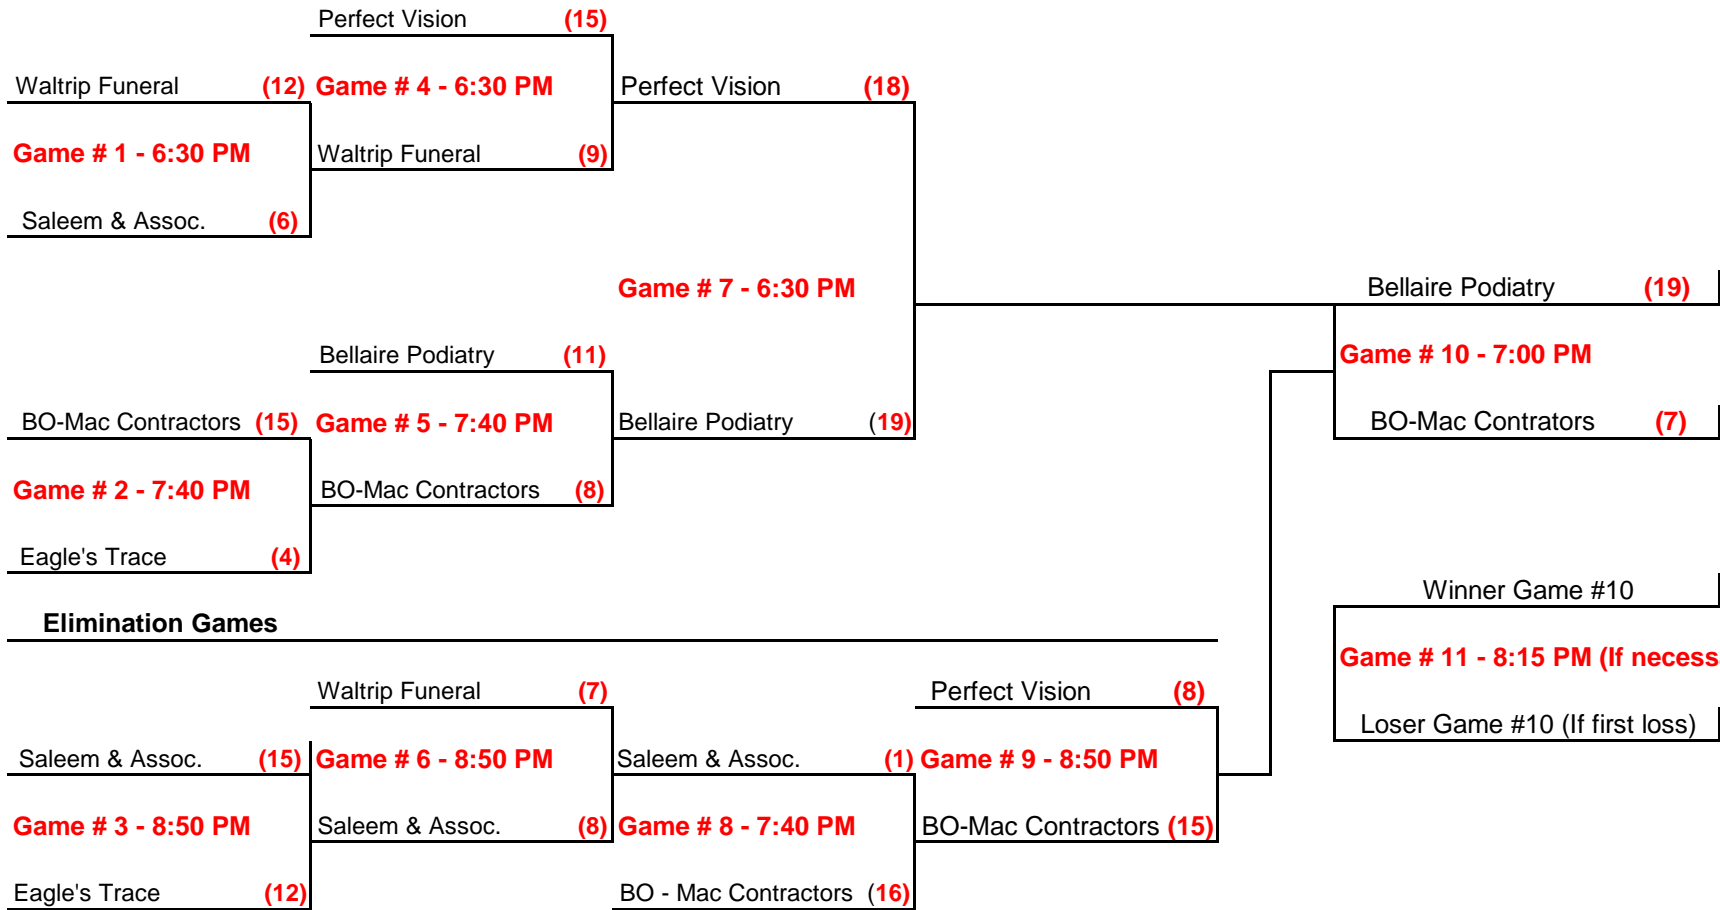 Perfect Vision (15)
Waltrip Funeral (12) Game # 4 - 6:30 PM Perfect Vision (18)
Game # 1 - 6:30 PM Waltrip Funeral (9)
Saleem & Assoc. (6)
Game # 7 - 6:30 PM Bellaire Podiatry (19)
Bellaire Podiatry (11) Game # 10 - 7:00 PM
BO-Mac Contractors (15) Game # 5 - 7:40 PM Bellaire Podiatry (19) BO-Mac Contrators (7)
Game # 2 - 7:40 PM BO-Mac Contractors (8)
Eagle's Trace (4)
Winner Game #10
Elimination Games
Game # 11 - 8:15 PM (If necess
Waltrip Funeral (7) Perfect Vision (8)
Loser Game #10 (If first loss)
Saleem & Assoc. (15) Game # 6 - 8:50 PM Saleem & Assoc. (1) Game # 9 - 8:50 PM
Game # 3 - 8:50 PM Saleem & Assoc. (8) Game # 8 - 7:40 PM BO-Mac Contractors (15)
Eagle's Trace (12) BO - Mac Contractors (16)